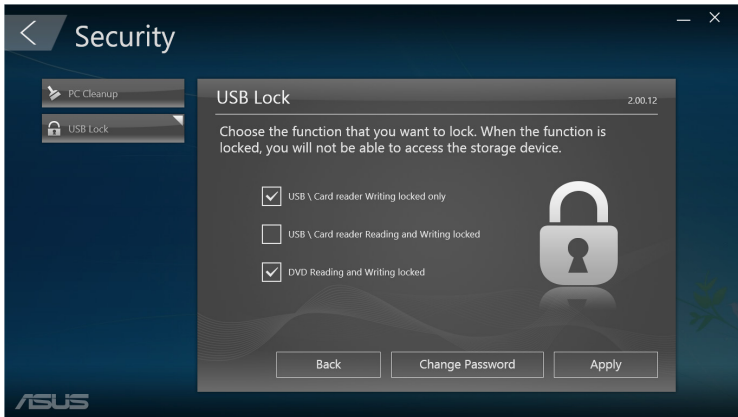 Security
PC Cleanup
USB Lock
USB Lock
2.00.12
Choose the function that you want to lock. When the function is
locked, you will not be able to access the storage device.
USB \ Card reader Writing locked only
USB \ Card reader Reading and Writing locked
DVD Reading and Writing locked
Back
Change Password
Apply
ASUS